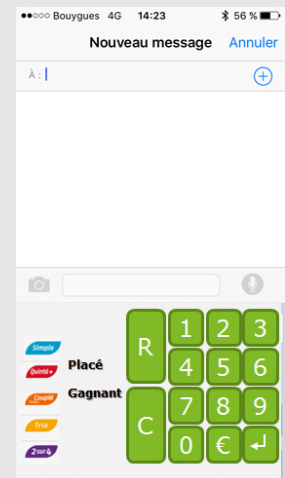 Bouygues 4G 14:23 56 %
Nouveau message Annuler
À :
R 1 2 3
Simple
4 5 6
Quinté+ Placé
Couplé Gagnant
C 7 8 9
Trio
2sur4
0 € ↵